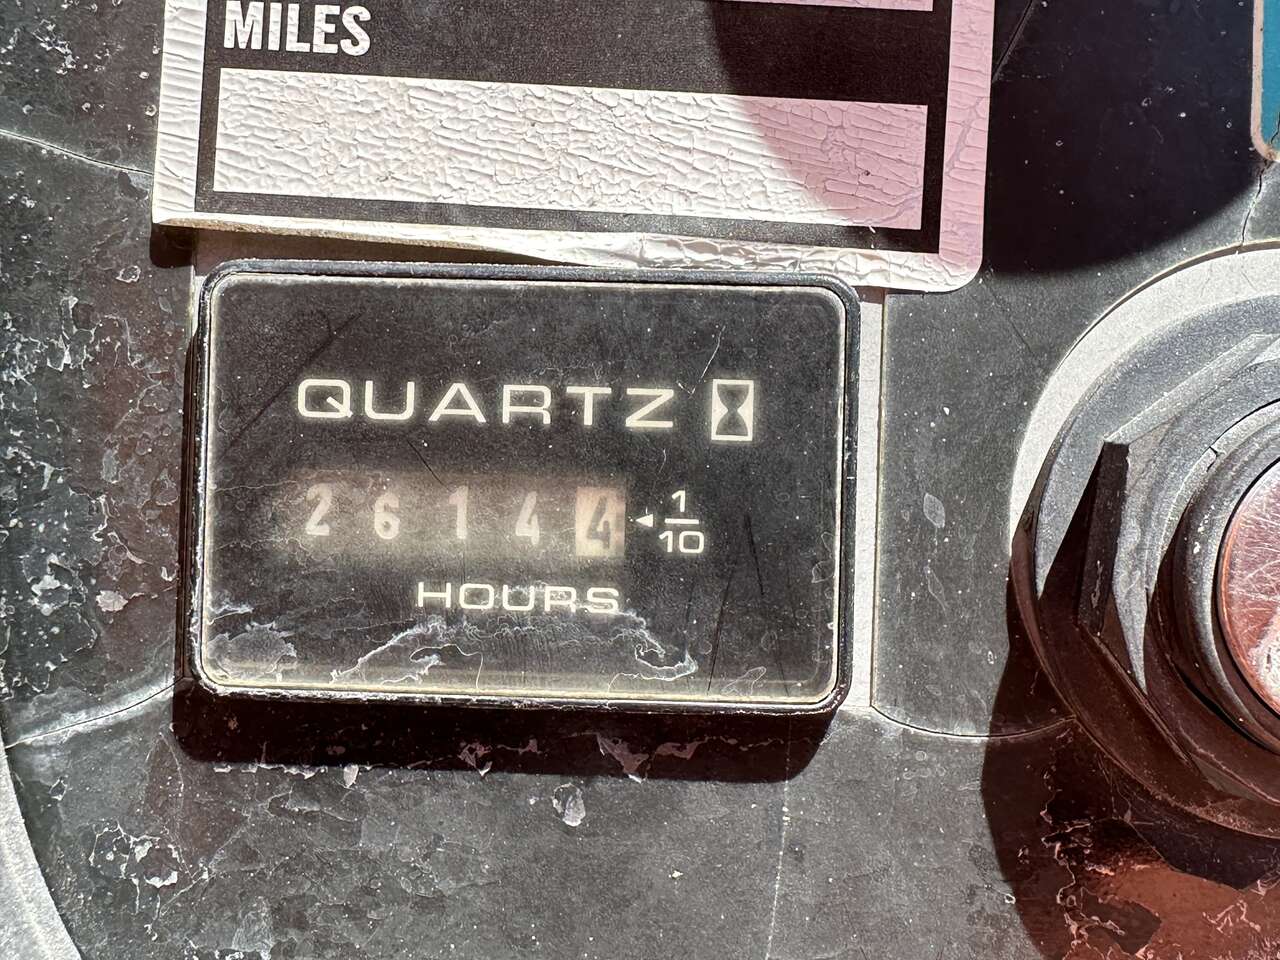 MILES
QUARTZ
26144 1/10
HOURS